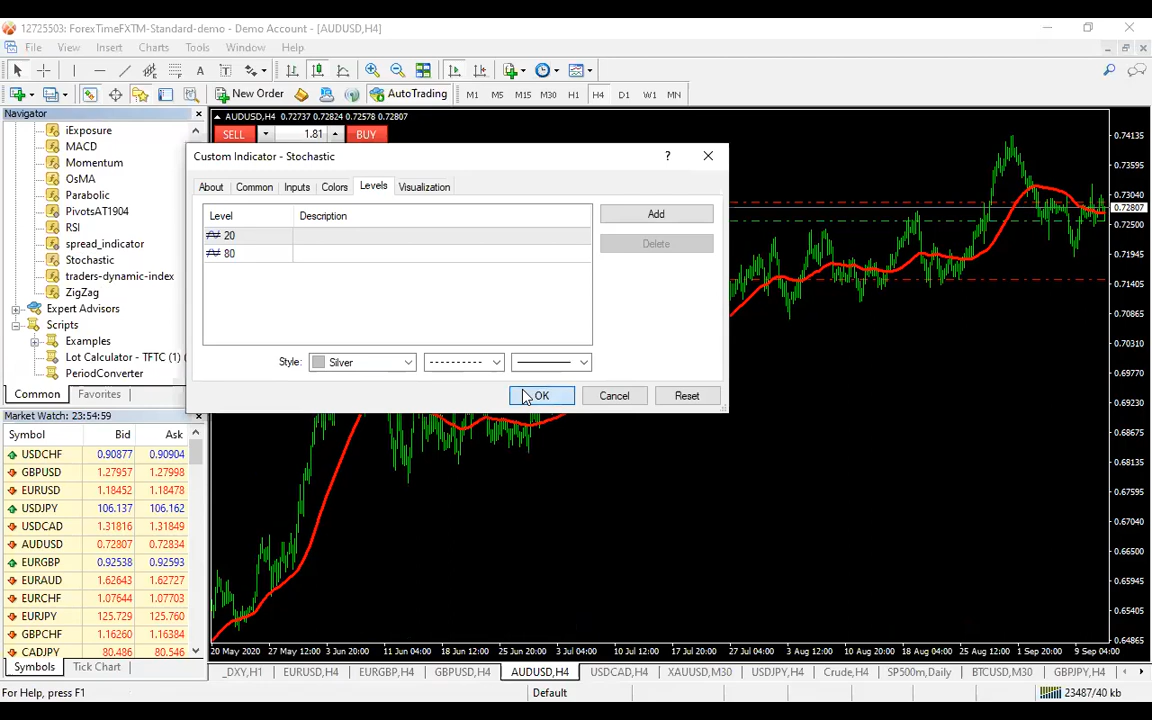 12725503: ForexTimeFXTM-Standard-demo - Demo Account - [AUDUSD,H4]
File View Insert Charts Tools Window Help
New Order AutoTrading M1 M5 M15 M30 H1 H4 D1 W1 MN
Navigator
iExposure
MACD
Momentum
OsMA
Parabolic
PivotsAT1904
RSI
spread_indicator
Stochastic
traders-dynamic-index
ZigZag
Expert Advisors
Scripts
Examples
Lot Calculator - TFTC (1) (
PeriodConverter
Common Favorites
Market Watch: 23:54:59
Symbol Bid Ask
USDCHF 0.90877 0.90904
GBPUSD 1.27957 1.27998
EURUSD 1.18452 1.18478
USDJPY 106.137 106.162
USDCAD 1.31816 1.31849
AUDUSD 0.72807 0.72834
EURGBP 0.92538 0.92593
EURAUD 1.62643 1.62727
EURCHF 1.07644 1.07703
EURJPY 125.729 125.760
GBPCHF 1.16260 1.16384
CADJPY 80.486 80.546
Symbols Tick Chart
AUDUSD,H4 0.72737 0.72824 0.72578 0.72807
SELL 1.81 BUY
Custom Indicator - Stochastic ?
About Common Inputs Colors Levels Visualization
Level Description
20
80
Add
Delete
Style: Silver
OK Cancel Reset
0.74135
0.73595
0.73040
0.72807
0.72500
0.71945
0.71405
0.70865
0.70310
0.69770
0.69230
0.68675
0.68135
0.67595
0.67040
0.66500
0.65945
0.65405
0.64865
20 May 2020 27 May 12:00 3 Jun 20:00 11 Jun 04:00 18 Jun 12:00 25 Jun 20:00 3 Jul 04:00 10 Jul 12:00 17 Jul 20:00 27 Jul 04:00 3 Aug 12:00 10 Aug 20:00 18 Aug 04:00 25 Aug 12:00 1 Sep 20:00 9 Sep 04:00
_DXY,H1 EURUSD,H4 EURGBP,H4 GBPUSD,H4 AUDUSD,H4 USDCAD,H4 XAUUSD,M30 USDJPY,H4 Crude,H4 SP500m,Daily BTCUSD,M30 GBPJPY,H4
For Help, press F1 Default 23487/40 kb